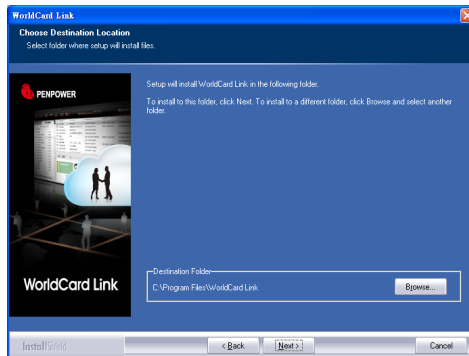 WorldCard Link
Choose Destination Location
Select folder where setup will install files.
PENPOWER
Setup will install WorldCard Link in the following folder.
To install to this folder, click Next. To install to a different folder, click Browse and select another
folder.
WorldCard Link
Destination Folder
C:\Program Files\WorldCard Link
Browse...
InstallShield
< Back
Next >
Cancel